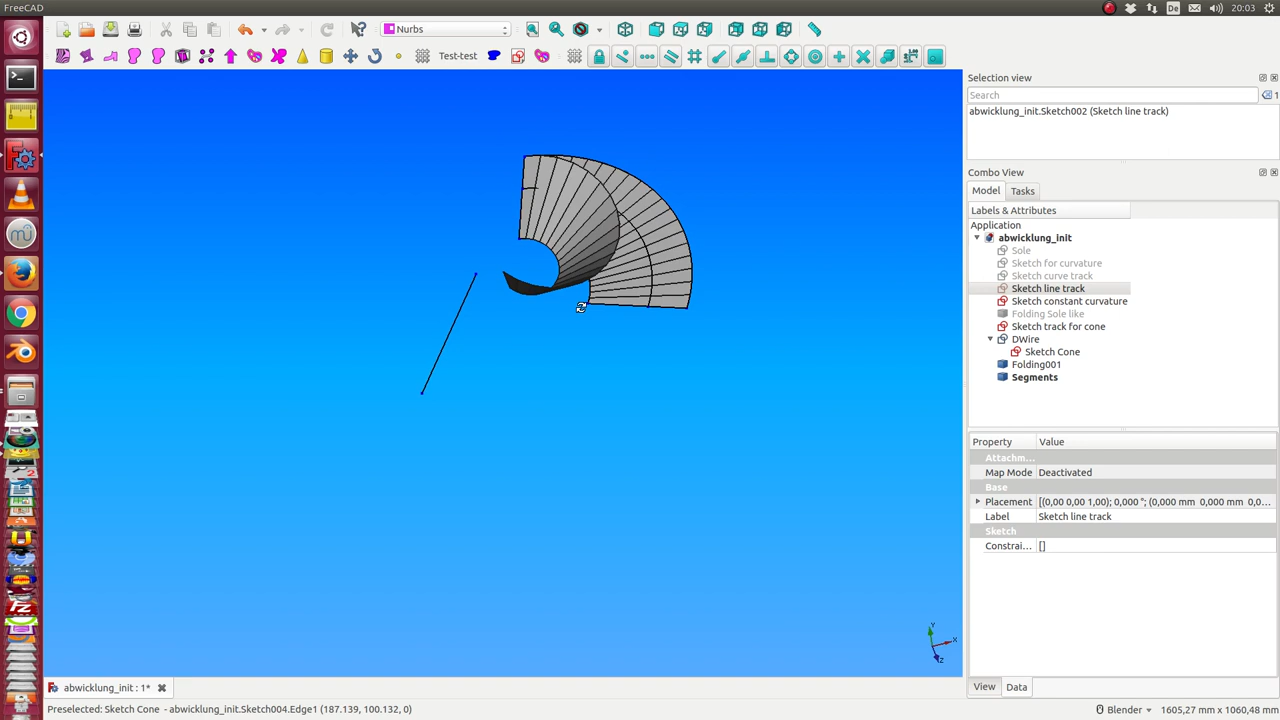 FreeCAD
De
20:03
Nurbs
Test-test
Selection view
Search
1
abwicklung_init.Sketch002 (Sketch line track)
Combo View
Model
Tasks
Labels & Attributes
Application
abwicklung_init
Sole
Sketch for curvature
Sketch curve track
Sketch line track
Sketch constant curvature
Folding Sole like
Sketch track for cone
DWire
Sketch Cone
Folding001
Segments
Property
Value
Attachm...
Map Mode
Deactivated
Base
Placement
[(0,00 0,00 1,00); 0,000 °; (0,000 mm 0,000 mm 0,0...
Label
Sketch line track
Sketch
Constrai...
[]
Y
X
Z
View
Data
abwicklung_init : 1*
Preselected: Sketch Cone - abwicklung_init.Sketch004.Edge1 (187.139, 100.132, 0)
Blender
1605,27 mm x 1060,48 mm